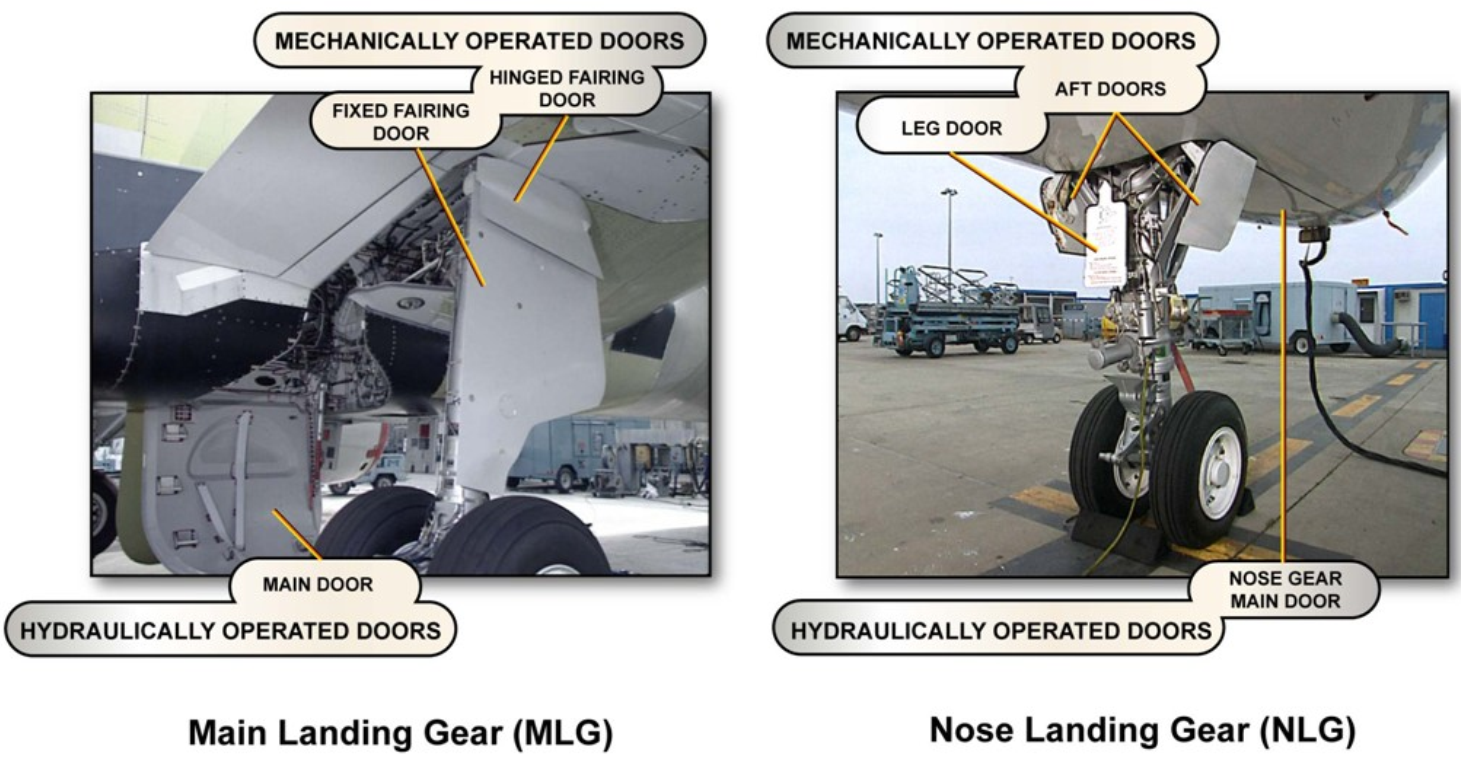 MECHANICALLY OPERATED DOORS
HINGED FAIRING
DOOR
FIXED FAIRING
DOOR
MAIN DOOR
HYDRAULICALLY OPERATED DOORS
Main Landing Gear (MLG)
MECHANICALLY OPERATED DOORS
AFT DOORS
LEG DOOR
NOSE GEAR
MAIN DOOR
HYDRAULICALLY OPERATED DOORS
Nose Landing Gear (NLG)